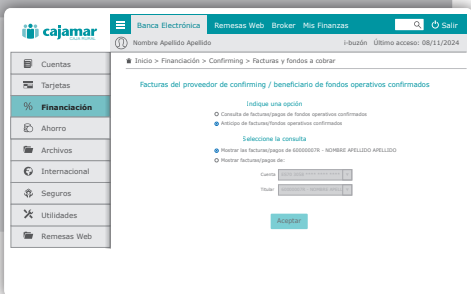 cajamar
CAJA RURAL
Banca Electrónica Remesas Web Broker Mis Finanzas Salir
Nombre Apellido Apellido i-buzón Último acceso: 08/11/2024
Inicio > Financiación > Confirming > Facturas y fondos a cobrar
Cuentas
Tarjetas
% Financiación
Ahorro
Archivos
Internacional
Seguros
Utilidades
Remesas Web
Facturas del proveedor de confirming / beneficiario de fondos operativos confirmados
Indique una opción
Consulta de facturas/pagos de fondos operativos confirmados
Anticipo de facturas/fondos operativos confirmados
Seleccione la consulta
Mostrar las facturas/pagos de 60000007R - NOMBRE APELLIDO APELLIDO
Mostrar facturas/pagos de:
Cuenta
Titular
Aceptar